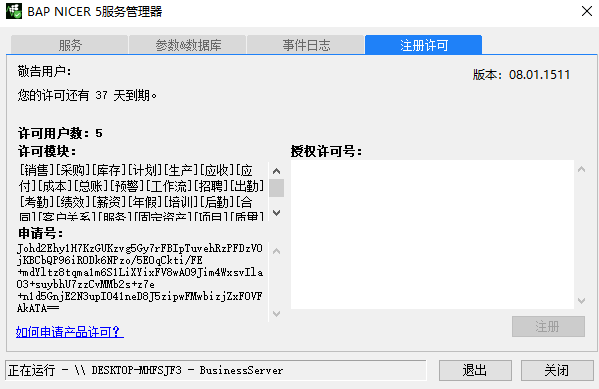 BAP NICER 5服务管理器
服务
参数&数据库
事件日志
注册许可
敬告用户:
版本: 08.01.1511
您的许可还有 37 天到期。
许可用户数: 5
许可模块:
授权许可号:
[销售][采购][库存][计划][生产][应收][应
付][成本][总账][预警][工作流][招聘][出勤]
[考勤][绩效][薪资][年假][培训][后勤][合
同][客户关系][服务][固定资产][项目][质量]
申请号:
Johd2Ehy1H7KzGUKzvg5Gy7rFBIpTuvehRzPFDzVO
jKBCbQP96iRODk6NPzo/5EOqCkti/FE
+mdYltz8tqma1m6S1LiXYixFV8wAO9Jim4WxsvIla
O3+suybhU7zzCvMMb2s+z7e
+n1d5GnjE2N3upIO41neD8J5zipwFMwbizjZxFOVF
AkATA==
如何申请产品许可?
注册
正在运行 - \\ DESKTOP-MHFSJF3 - BusinessServer
退出
关闭